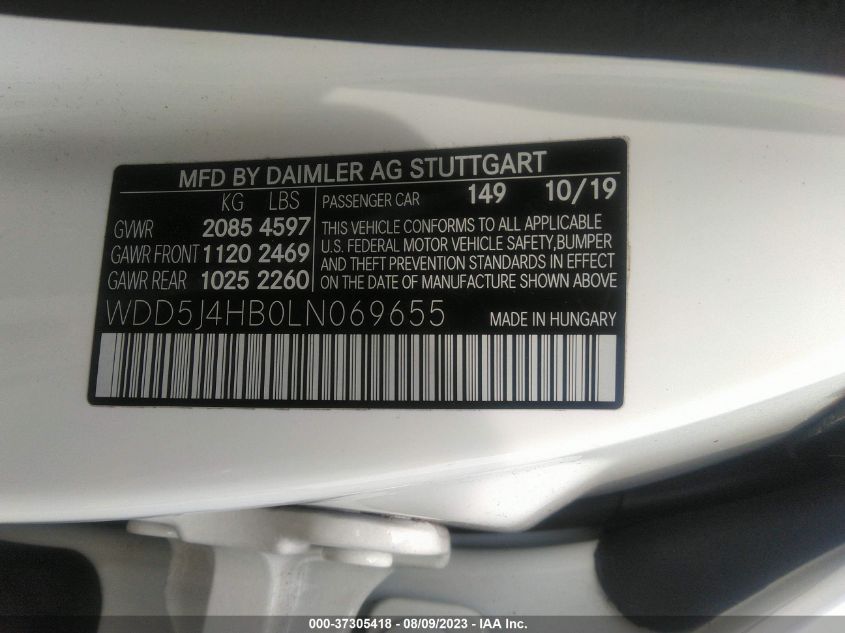 MFD BY DAIMLER AG STUTTGART
KG LBS PASSENGER CAR 149 10/19
GVWR 2085 4597
GAWR FRONT 1120 2469
GAWR REAR 1025 2260
THIS VEHICLE CONFORMS TO ALL APPLICABLE
U.S. FEDERAL MOTOR VEHICLE SAFETY,BUMPER
AND THEFT PREVENTION STANDARDS IN EFFECT
ON THE DATE OF MANUFACTURE SHOWN ABOVE
WDD5J4HB0LN069655 MADE IN HUNGARY
000-37305418 - 08/09/2023 - IAA Inc.